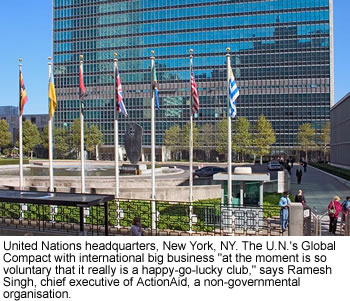 United Nations headquarters, New York, NY. The U.N.'s Global
Compact with international big business "at the moment is so
voluntary that it really is a happy-go-lucky club," says Ramesh
Singh, chief executive of ActionAid, a non-governmental
organisation.